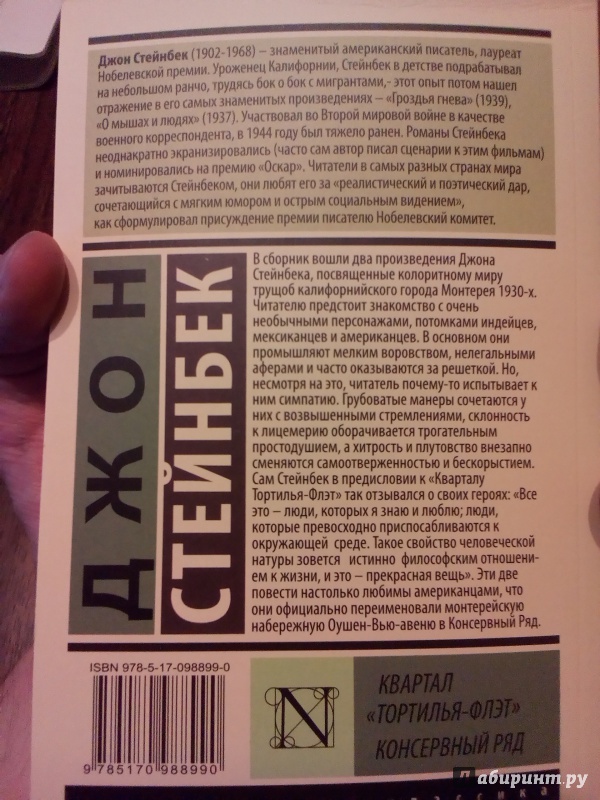 Джон Стейнбек (1902-1968) – знаменитый американский писатель, лауреат
Нобелевской премии. Уроженец Калифорнии, Стейнбек в детстве подрабатывал
на небольшом ранчо, трудясь бок о бок с мигрантами,- этот опыт потом нашел
отражение в его самых знаменитых произведениях – «Гроздья гнева» (1939),
«О мышах и людях» (1937). Участвовал во Второй мировой войне в качестве
военного корреспондента, в 1944 году был тяжело ранен. Романы Стейнбека
неоднакратно экранизировались (часто сам автор писал сценарии к этим фильмам)
и номинировались на премию «Оскар». Читатели в самых разных странах мира
зачитываются Стейнбеком, они любят его за «реалистический и поэтический дар,
сочетающийся с мягким юмором и острым социальным видением»,
как сформулировал присуждение премии писателю Нобелевский комитет.
ДЖОН
СТЕЙНБЕК
В сборник вошли два произведения Джона
Стейнбека, посвященные колоритному миру
трущоб калифорнийского города Монтерея 1930-х.
Читателю предстоит знакомство с очень
необычными персонажами, потомками индейцев,
мексиканцев и американцев. В основном они
промышляют мелким воровством, нелегальными
аферами и часто оказываются за решеткой. Но,
несмотря на это, читатель почему-то испытывает к
ним симпатию. Грубоватые манеры сочетаются у
них с возвышенными стремлениями, склонность
к лицемерию оборачивается трогательным
простодушием, а хитрость и плутовство внезапно
сменяются самоотверженностью и бескорыстием.
Сам Стейнбек в предисловии к «Кварталу
Тортилья-Флэт» так отзывался о своих героях: «Все
это – люди, которых я знаю и люблю; люди,
которые превосходно приспосабливаются к
окружающей среде. Такое свойство человеческой
натуры зовется истинно философским отношени-
ем к жизни, и это – прекрасная вещь». Эти две
повести настолько любимы американцами, что
они официально переименовали монтерейскую
набережную Оушен-Вью-авеню в Консервный Ряд.
ISBN 978-5-17-098899-0
9 785170 988990
N
КВАРТАЛ
«ТОРТИЛЬЯ-ФЛЭТ»
КОНСЕРВНЫЙ РЯД
Лабиринт.ру